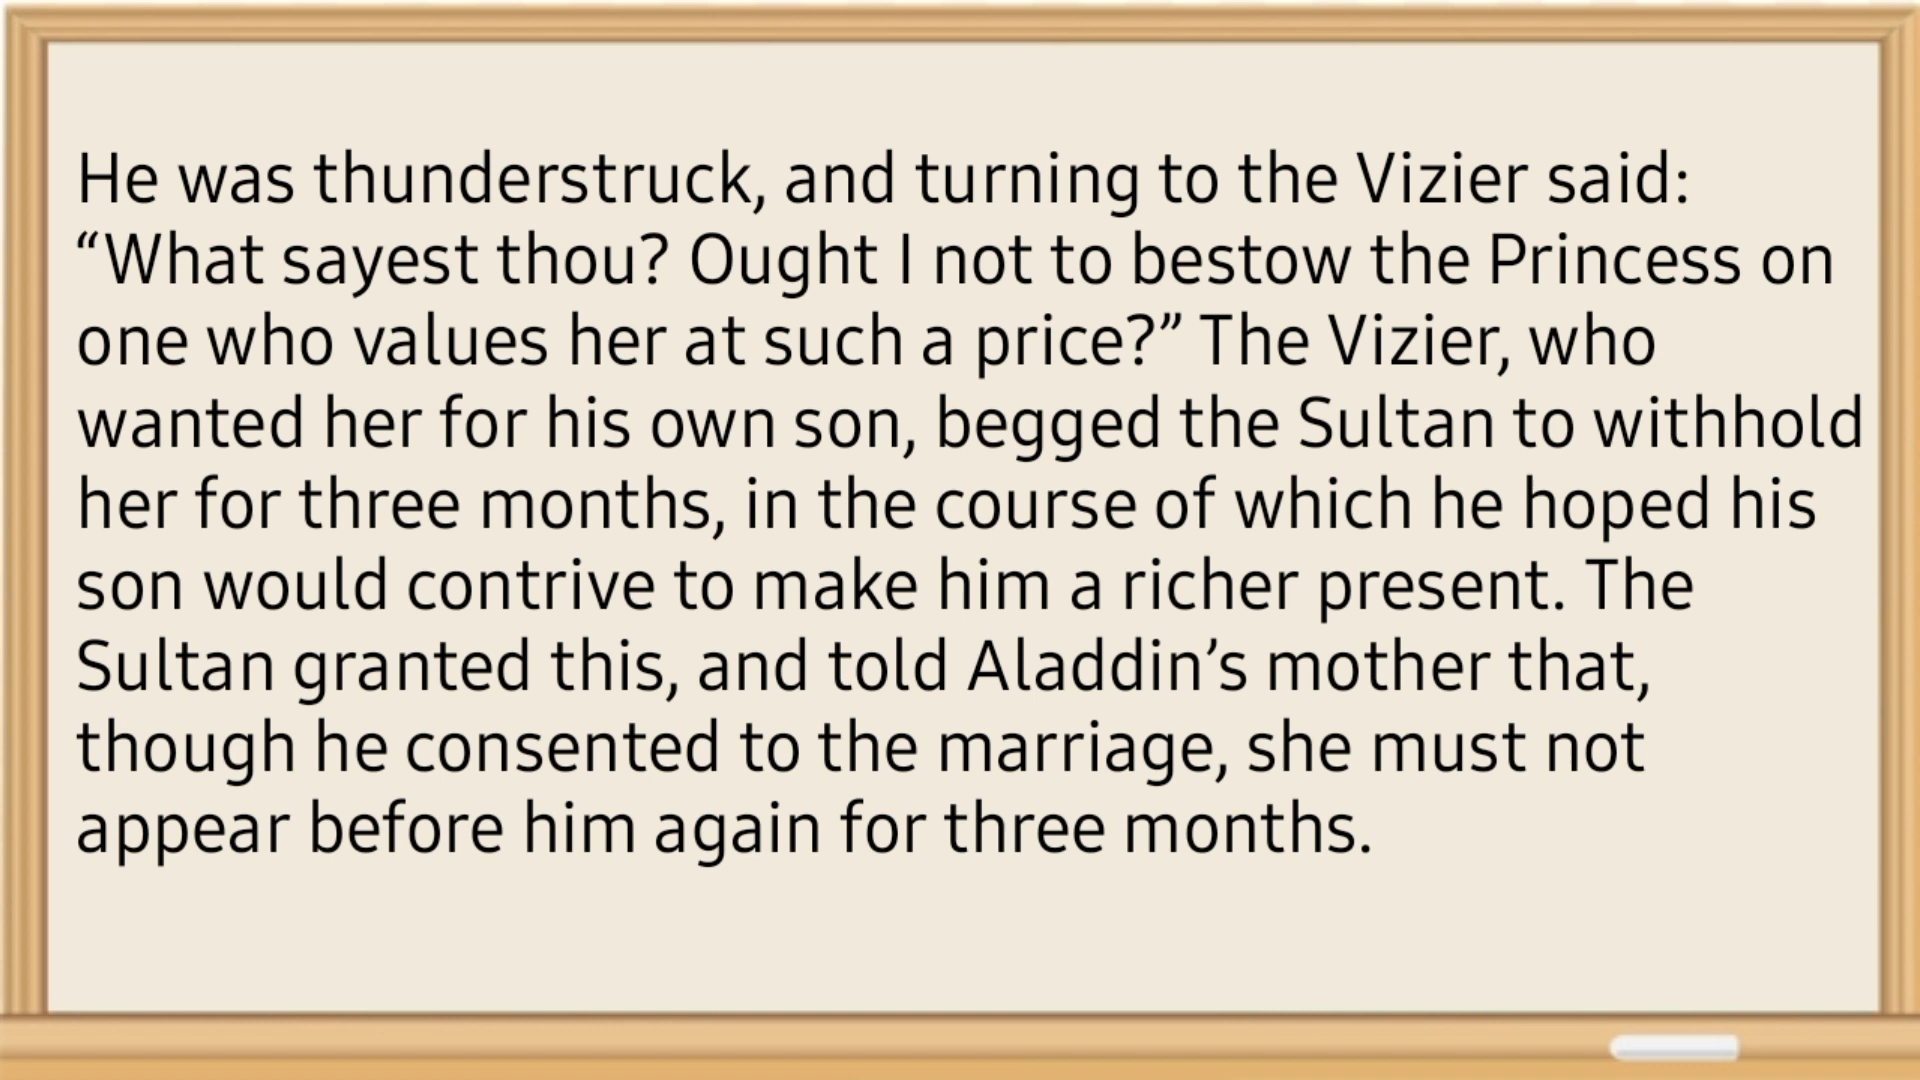 He was thunderstruck, and turning to the Vizier said:
“What sayest thou? Ought I not to bestow the Princess on
one who values her at such a price?” The Vizier, who
wanted her for his own son, begged the Sultan to withhold
her for three months, in the course of which he hoped his
son would contrive to make him a richer present. The
Sultan granted this, and told Aladdin’s mother that,
though he consented to the marriage, she must not
appear before him again for three months.